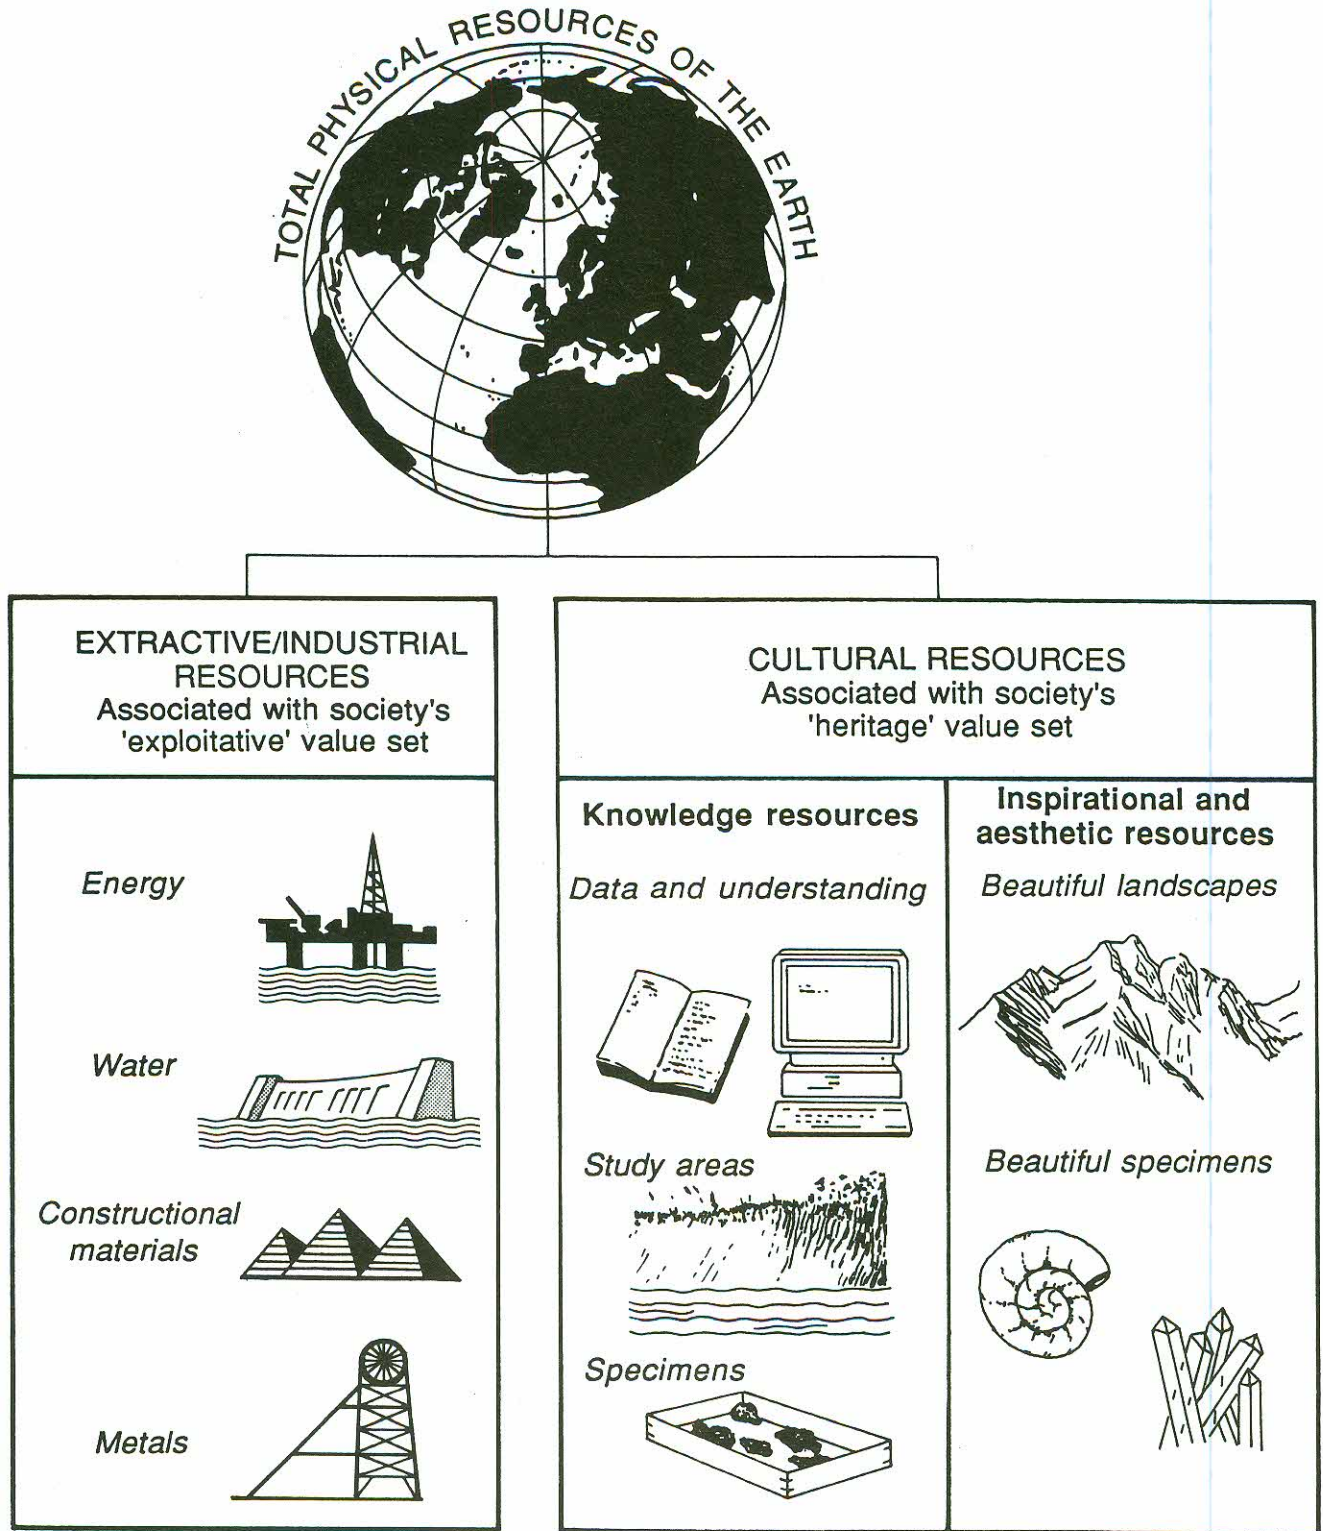 TOTAL PHYSICAL RESOURCES OF THE EARTH
EXTRACTIVE/INDUSTRIAL
RESOURCES
Associated with society's
'exploitative' value set
Energy
Water
Constructional
materials
Metals
CULTURAL RESOURCES
Associated with society's
'heritage' value set
Knowledge resources
Data and understanding
Study areas
Specimens
Inspirational and
aesthetic resources
Beautiful landscapes
Beautiful specimens